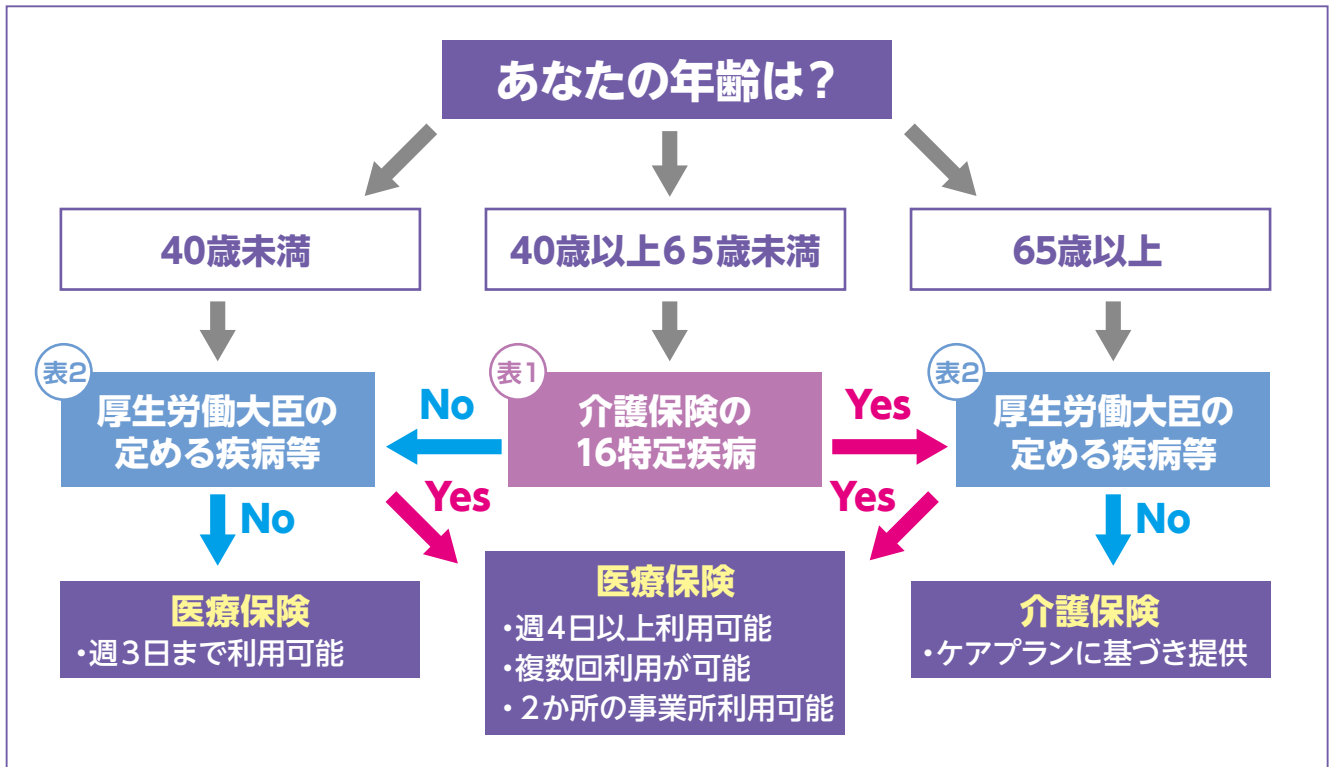 あなたの年齢は？
40歳未満
40歳以上65歳未満
65歳以上
表2
厚生労働大臣の
定める疾病等
No
表1
介護保険の
16特定疾病
Yes
表2
厚生労働大臣の
定める疾病等
No
Yes
Yes
No
医療保険
・週3日まで利用可能
医療保険
・週4日以上利用可能
・複数回利用が可能
・2か所の事業所利用可能
介護保険
・ケアプランに基づき提供